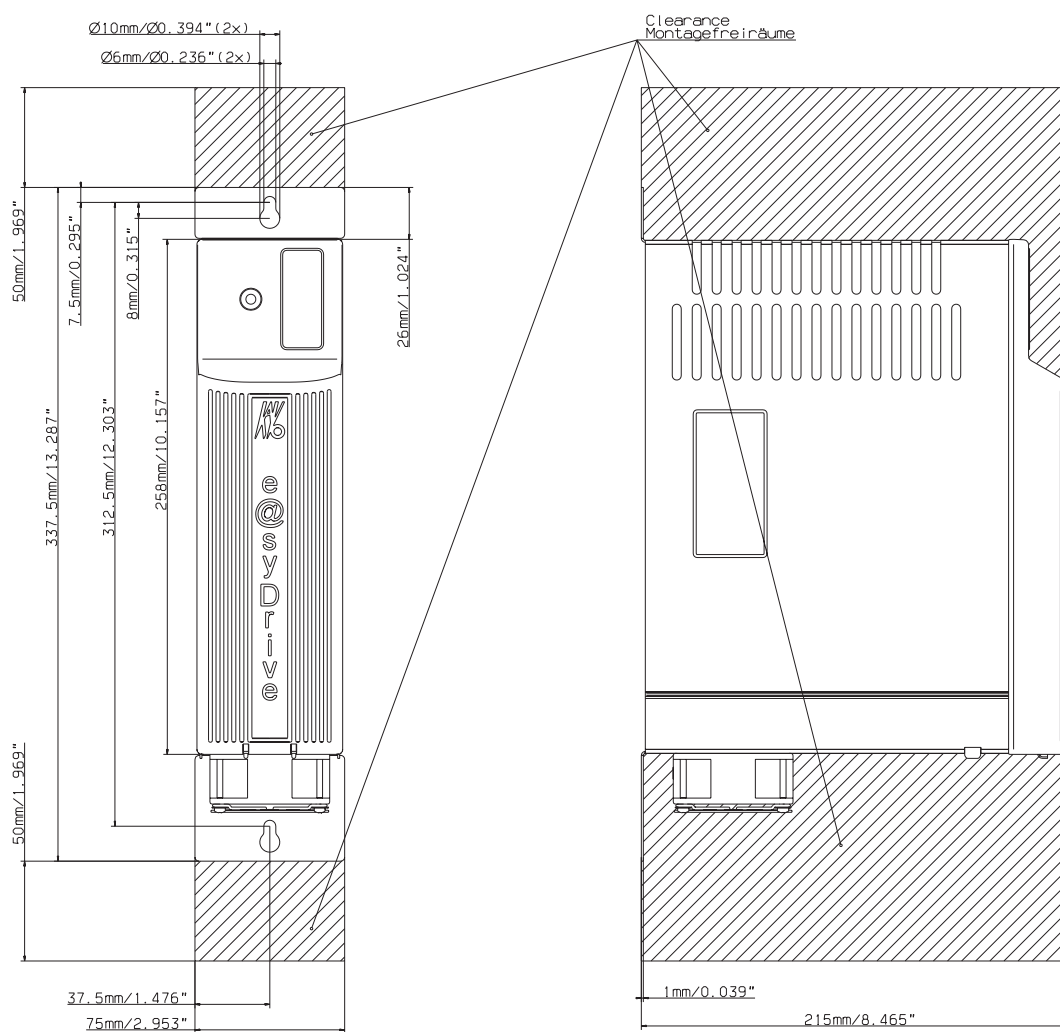 Ø10mm/Ø0.394"(2x)
Ø6mm/Ø0.236"(2x)
Clearance
Montagefreiräume
50mm/1.969"
7.5mm/0.295"
8mm/0.315"
26mm/1.024"
337.5mm/13.287"
312.5mm/12.303"
258mm/10.157"
e@syDrive
50mm/1.969"
37.5mm/1.476"
75mm/2.953"
1mm/0.039"
215mm/8.465"